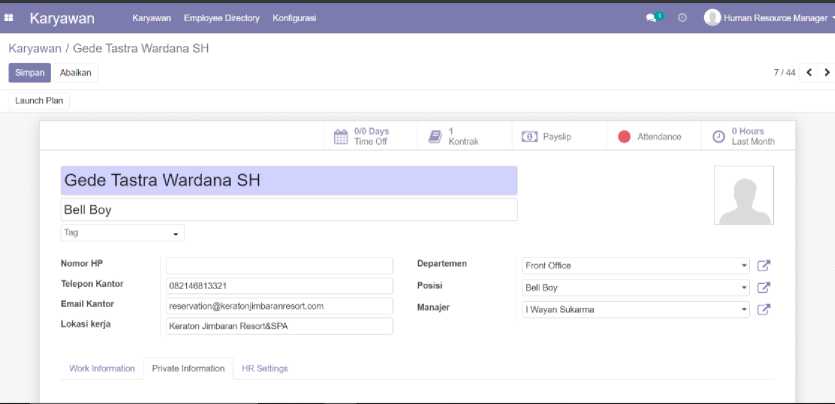 Karyawan Karyawan Employee Directory Konfigurasi Human Resource Manager
Karyawan / Gede Tastra Wardana SH
Simpan Abaikan 7 / 44
Launch Plan
0/0 Days
Time Off
1
Kontrak
Payslip
Attendance
0 Hours
Last Month
Gede Tastra Wardana SH
Bell Boy
Tag
Nomor HP
Departemen Front Office
Telepon Kantor 082146813321
Posisi Bell Boy
Email Kantor reservation@keratonjimbaranresort.com
Manajer I Wayan Sukarma
Lokasi kerja Keraton Jimbaran Resort&SPA
Work Information Private Information HR Settings